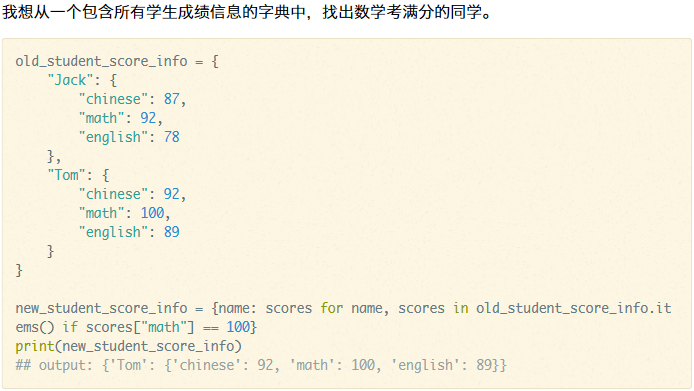 我想从一个包含所有学生成绩信息的字典中，找出数学考满分的同学。
old_student_score_info = {
    "Jack": {
        "chinese": 87,
        "math": 92,
        "english": 78
    },
    "Tom": {
        "chinese": 92,
        "math": 100,
        "english": 89
    }
}

new_student_score_info = {name: scores for name, scores in old_student_score_info.it
ems() if scores["math"] == 100}
print(new_student_score_info)
## output: {'Tom': {'chinese': 92, 'math': 100, 'english': 89}}